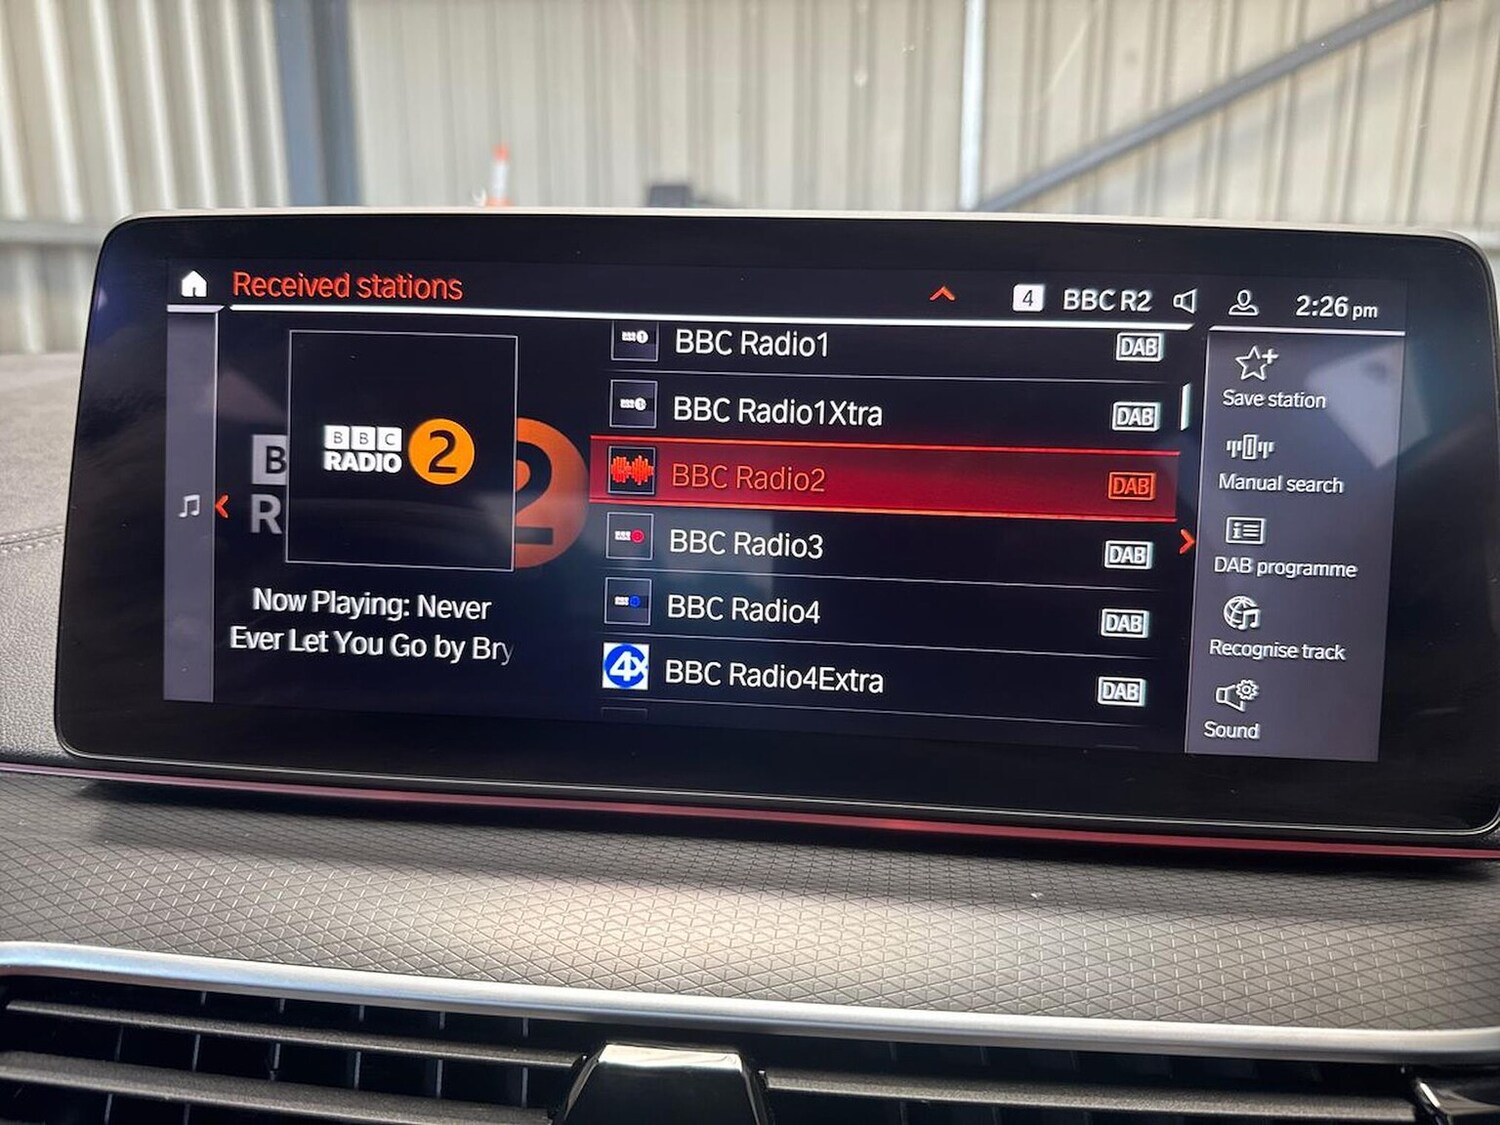 Received stations
4 BBC R2
2:26 pm
BBC
RADIO 2
B
R 2
Now Playing: Never
Ever Let You Go by Bry
BBC Radio1 DAB
BBC Radio1Xtra DAB
BBC Radio2 DAB
BBC Radio3 DAB
BBC Radio4 DAB
4X BBC Radio4Extra DAB
Save station
Manual search
DAB programme
Recognise track
Sound